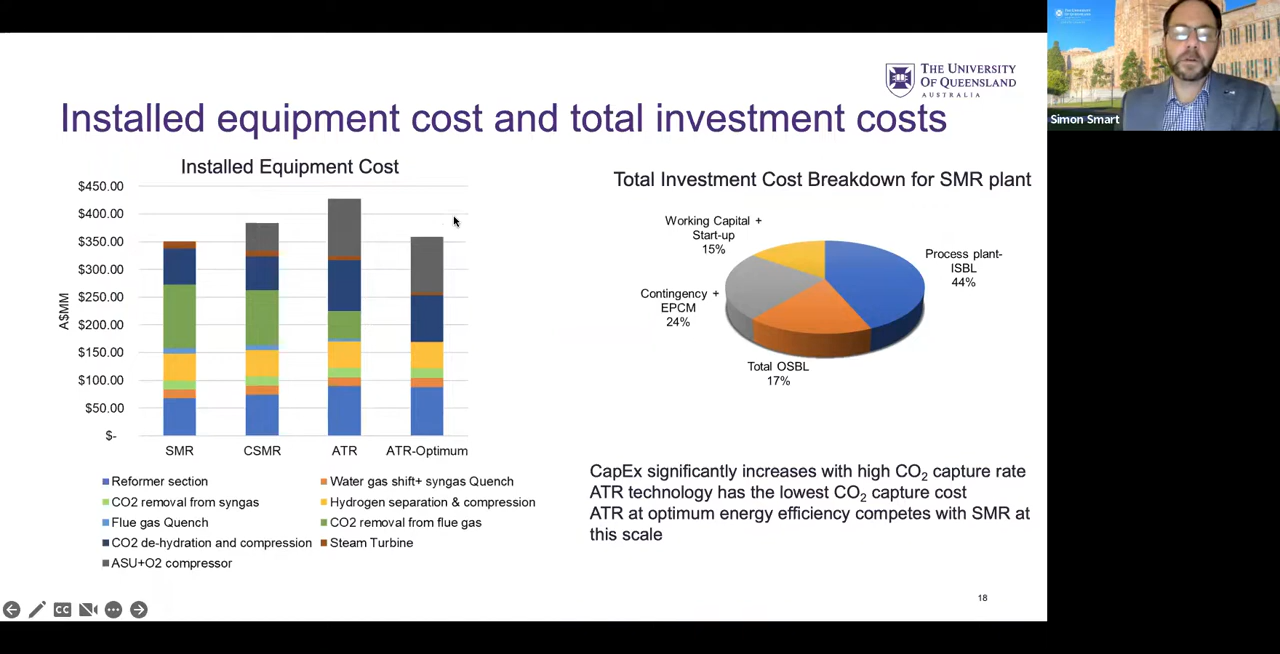 THE UNIVERSITY
OF QUEENSLAND
AUSTRALIA
Installed equipment cost and total investment costs
Installed Equipment Cost
$450.00
$400.00
$350.00
$300.00
$250.00
$200.00
$150.00
$100.00
$50.00
$-
A$MM
SMR
CSMR
ATR
ATR-Optimum
Reformer section
Water gas shift+ syngas Quench
CO2 removal from syngas
Hydrogen separation & compression
Flue gas Quench
CO2 removal from flue gas
CO2 de-hydration and compression
Steam Turbine
ASU+O2 compressor
Total Investment Cost Breakdown for SMR plant
Working Capital +
Start-up
15%
Process plant-
ISBL
44%
Contingency +
EPCM
24%
Total OSBL
17%
CapEx significantly increases with high CO2 capture rate
ATR technology has the lowest CO2 capture cost
ATR at optimum energy efficiency competes with SMR at
this scale
18
CC
Simon Smart